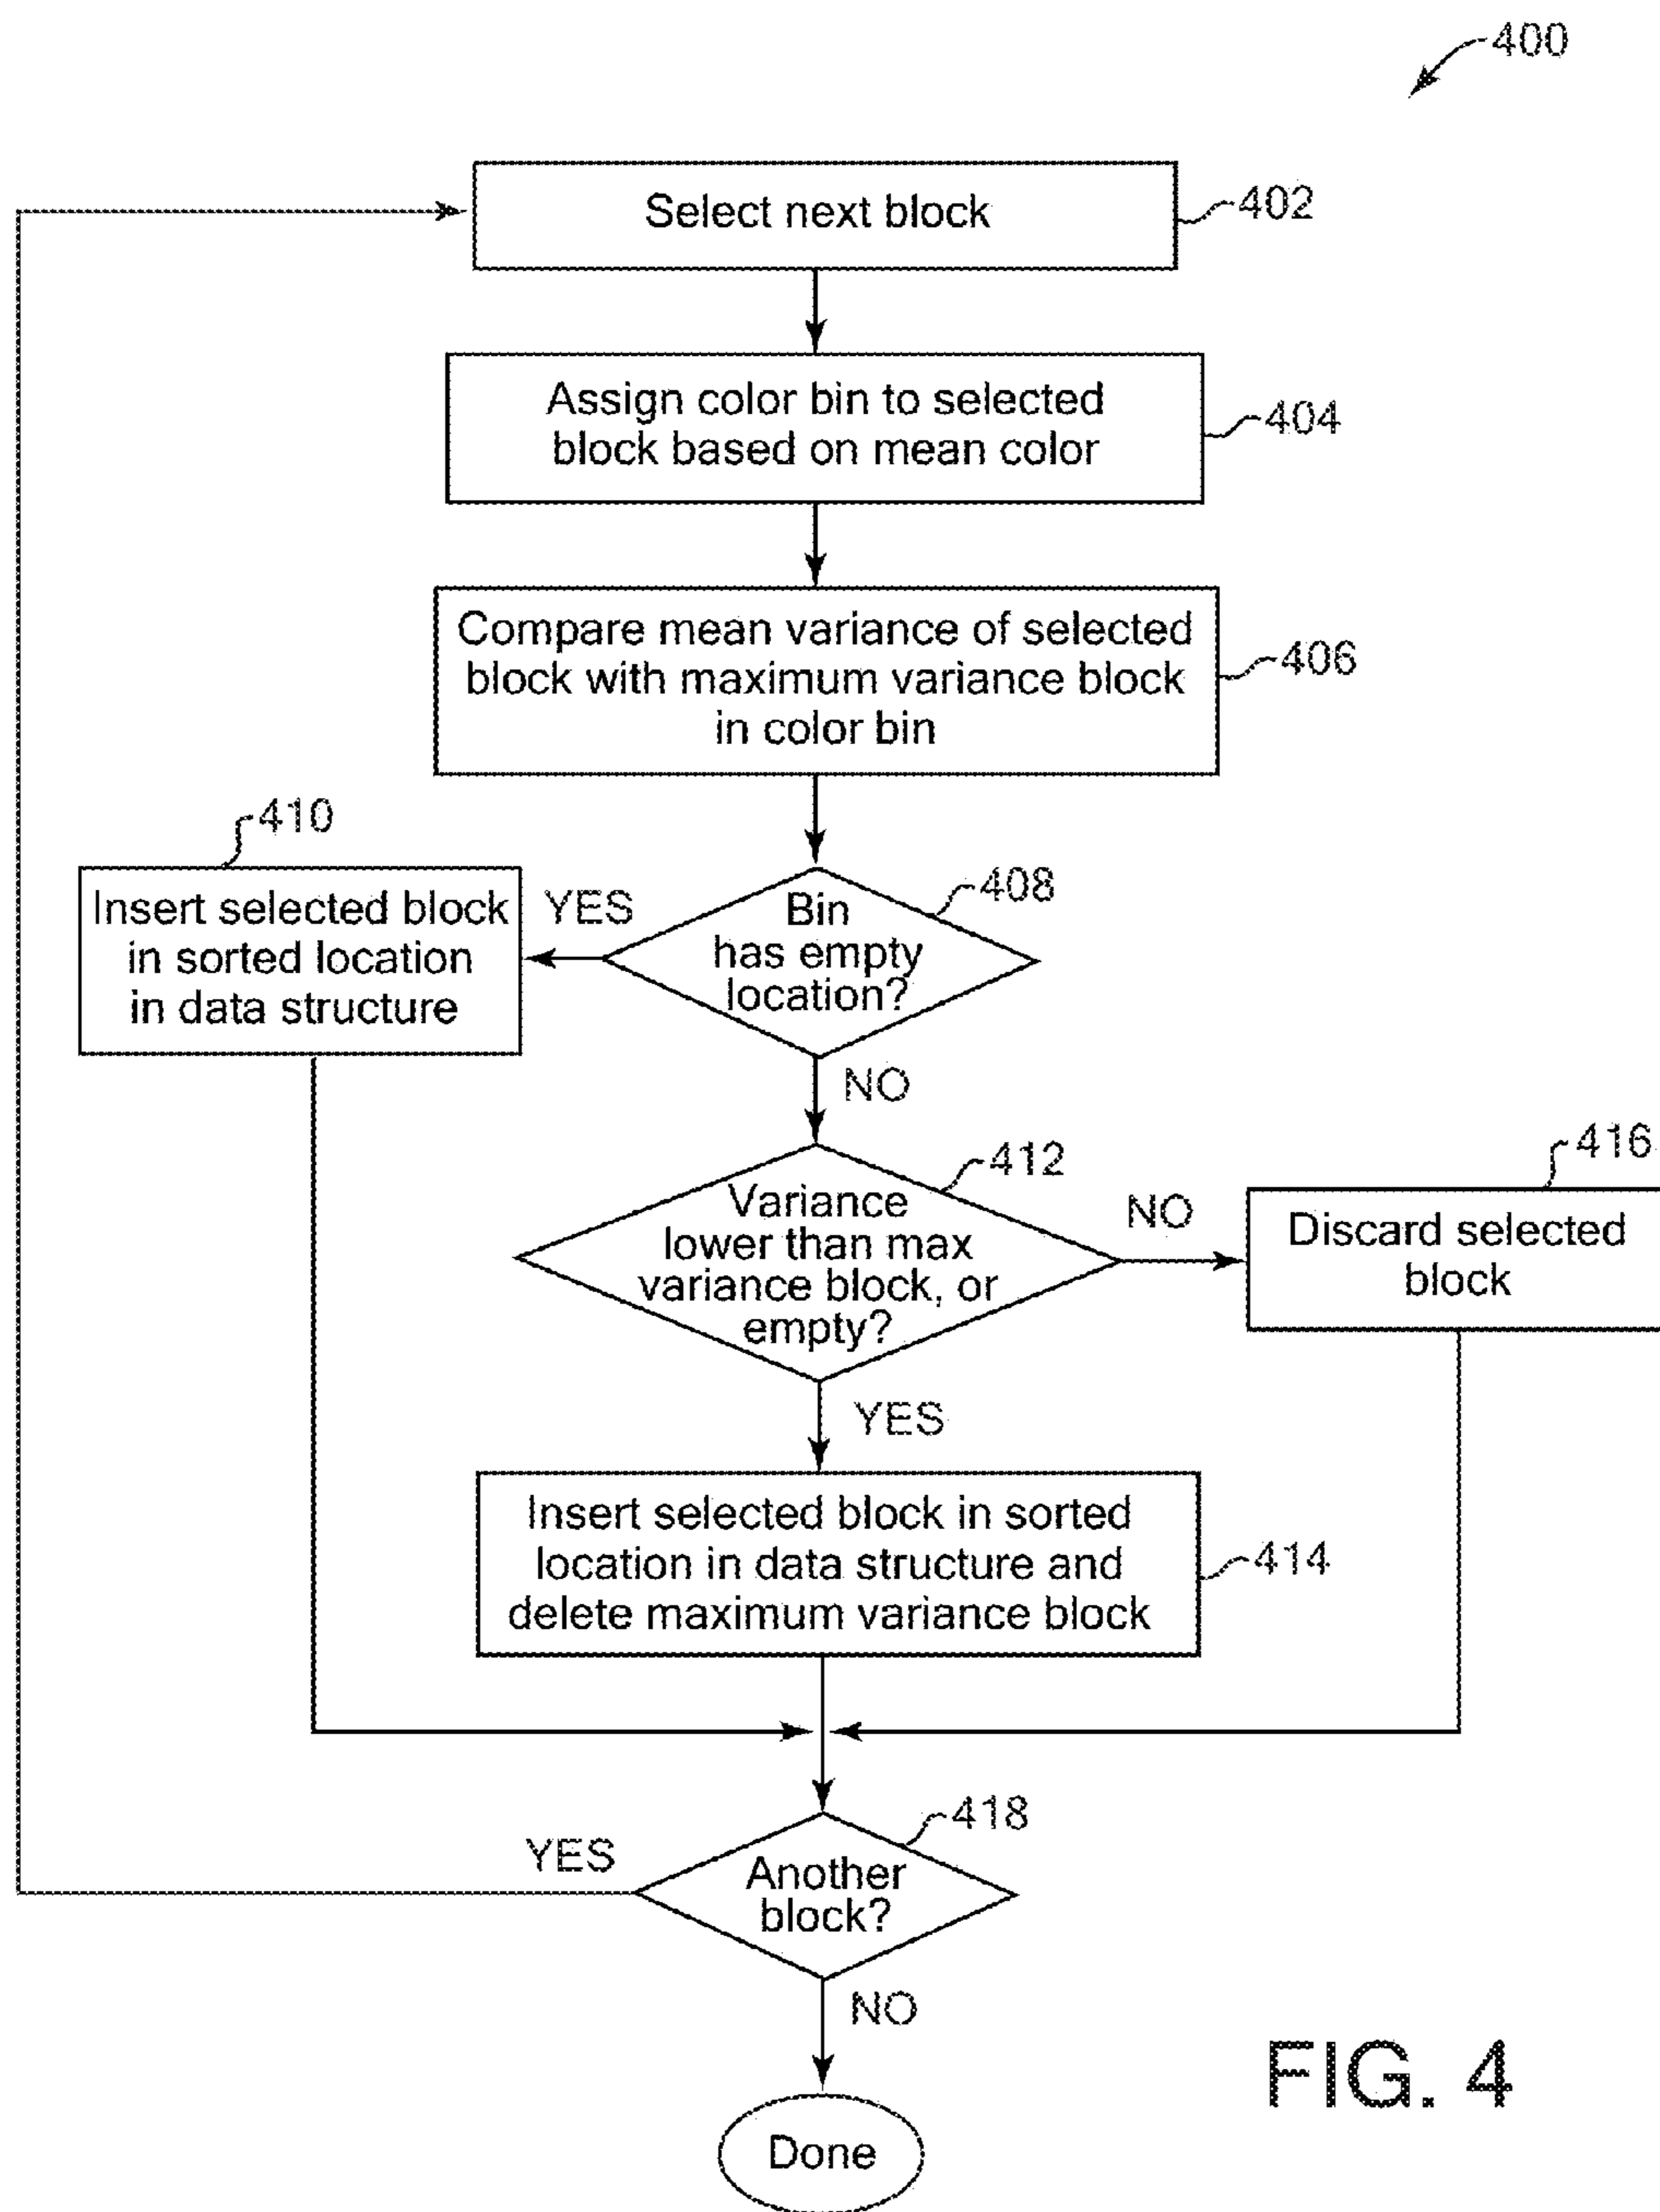 400
Select next block
402
Assign color bin to selected
block based on mean color
404
Compare mean variance of selected
block with maximum variance block
in color bin
406
410
Insert selected block
in sorted location
in data structure
YES
Bin
has empty
location?
408
NO
412
Variance
lower than max
variance block, or
empty?
NO
416
Discard selected
block
YES
Insert selected block in sorted
location in data structure and
delete maximum variance block
414
418
YES
Another
block?
NO
Done
FIG. 4